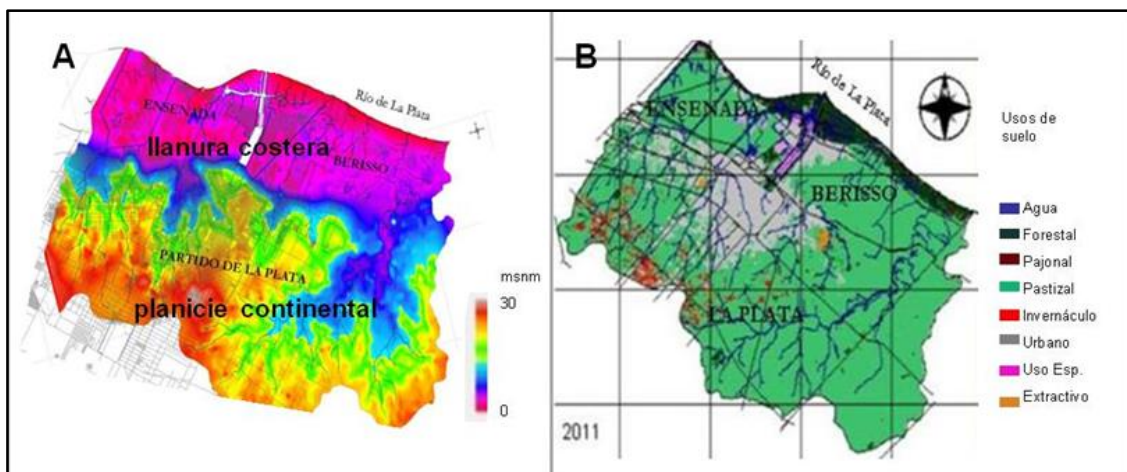 A
Río de La Plata
ENSENADA
llanura costera
BERISSO
PARTIDO DE LA PLATA
planicie continental
msnm
30
0
B
Río de La Plata
ENSENADA
BERISSO
LA PLATA
2011
Usos de
suelo
Agua
Forestal
Pajonal
Pastizal
Invernáculo
Urbano
Uso Esp.
Extractivo